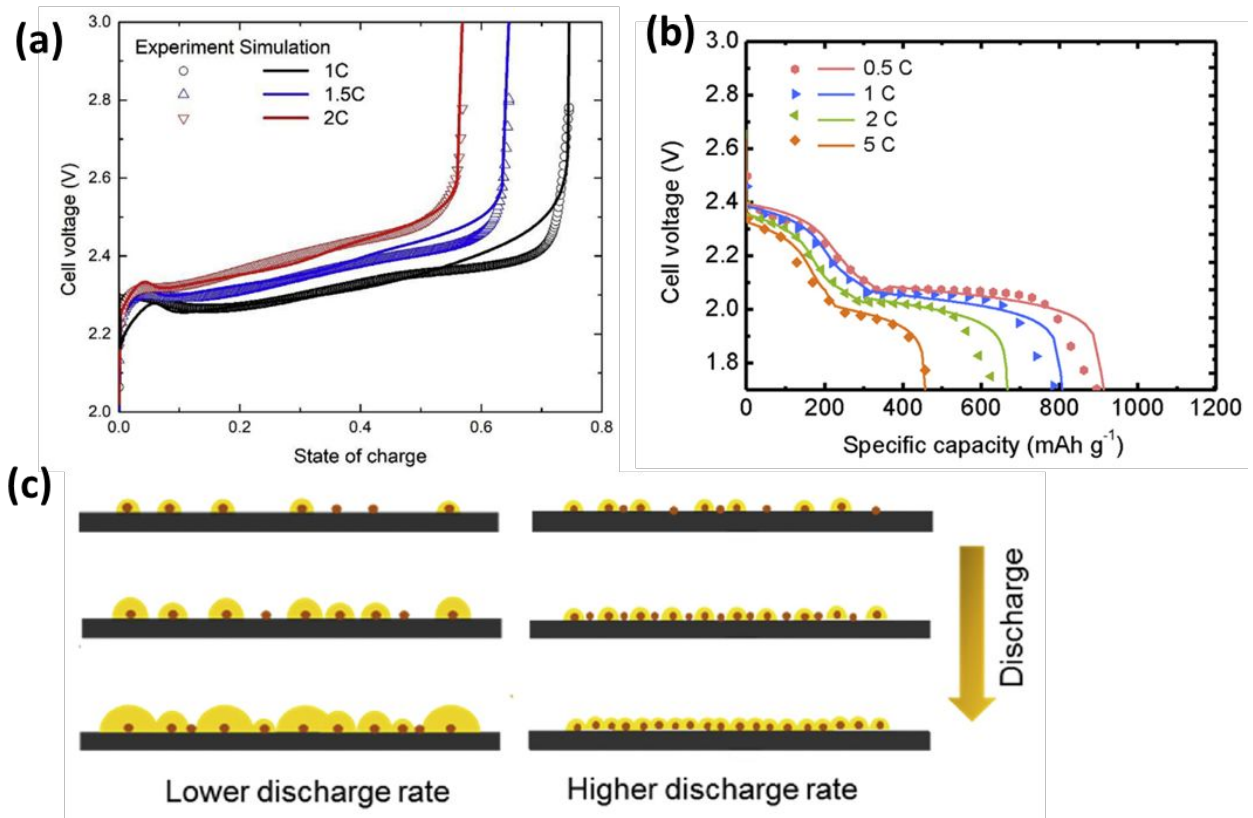 (a)
Experiment Simulation
1C
1.5C
2C
3.0
2.8
2.6
2.4
2.2
2.0
Cell voltage (V)
0.0 0.2 0.4 0.6 0.8
State of charge
(b)
0.5 C
1 C
2 C
5 C
3.0
2.8
2.6
2.4
2.2
2.0
1.8
Cell voltage (V)
0 200 400 600 800 1000 1200
Specific capacity (mAh g⁻¹)
(c)
Discharge
Lower discharge rate
Higher discharge rate